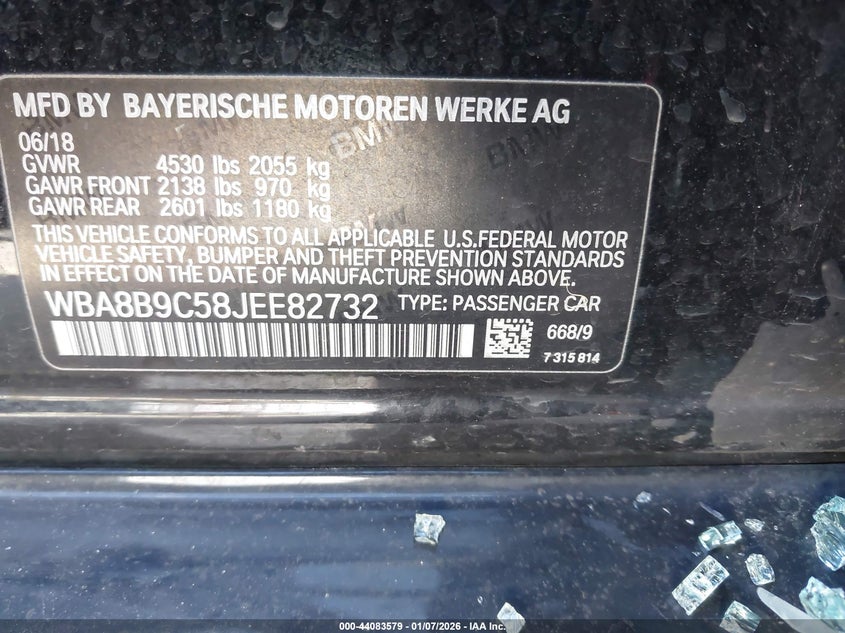 MFD BY BAYERISCHE MOTOREN WERKE AG
06/18
GVWR 4530 lbs 2055 kg
GAWR FRONT 2138 lbs 970 kg
GAWR REAR 2601 lbs 1180 kg
THIS VEHICLE CONFORMS TO ALL APPLICABLE U.S.FEDERAL MOTOR
VEHICLE SAFETY, BUMPER AND THEFT PREVENTION STANDARDS
IN EFFECT ON THE DATE OF MANUFACTURE SHOWN ABOVE.
WBA8B9C58JEE82732 TYPE: PASSENGER CAR
668/9
7 315 814
000-44083579 - 01/07/2026 - IAA Inc.